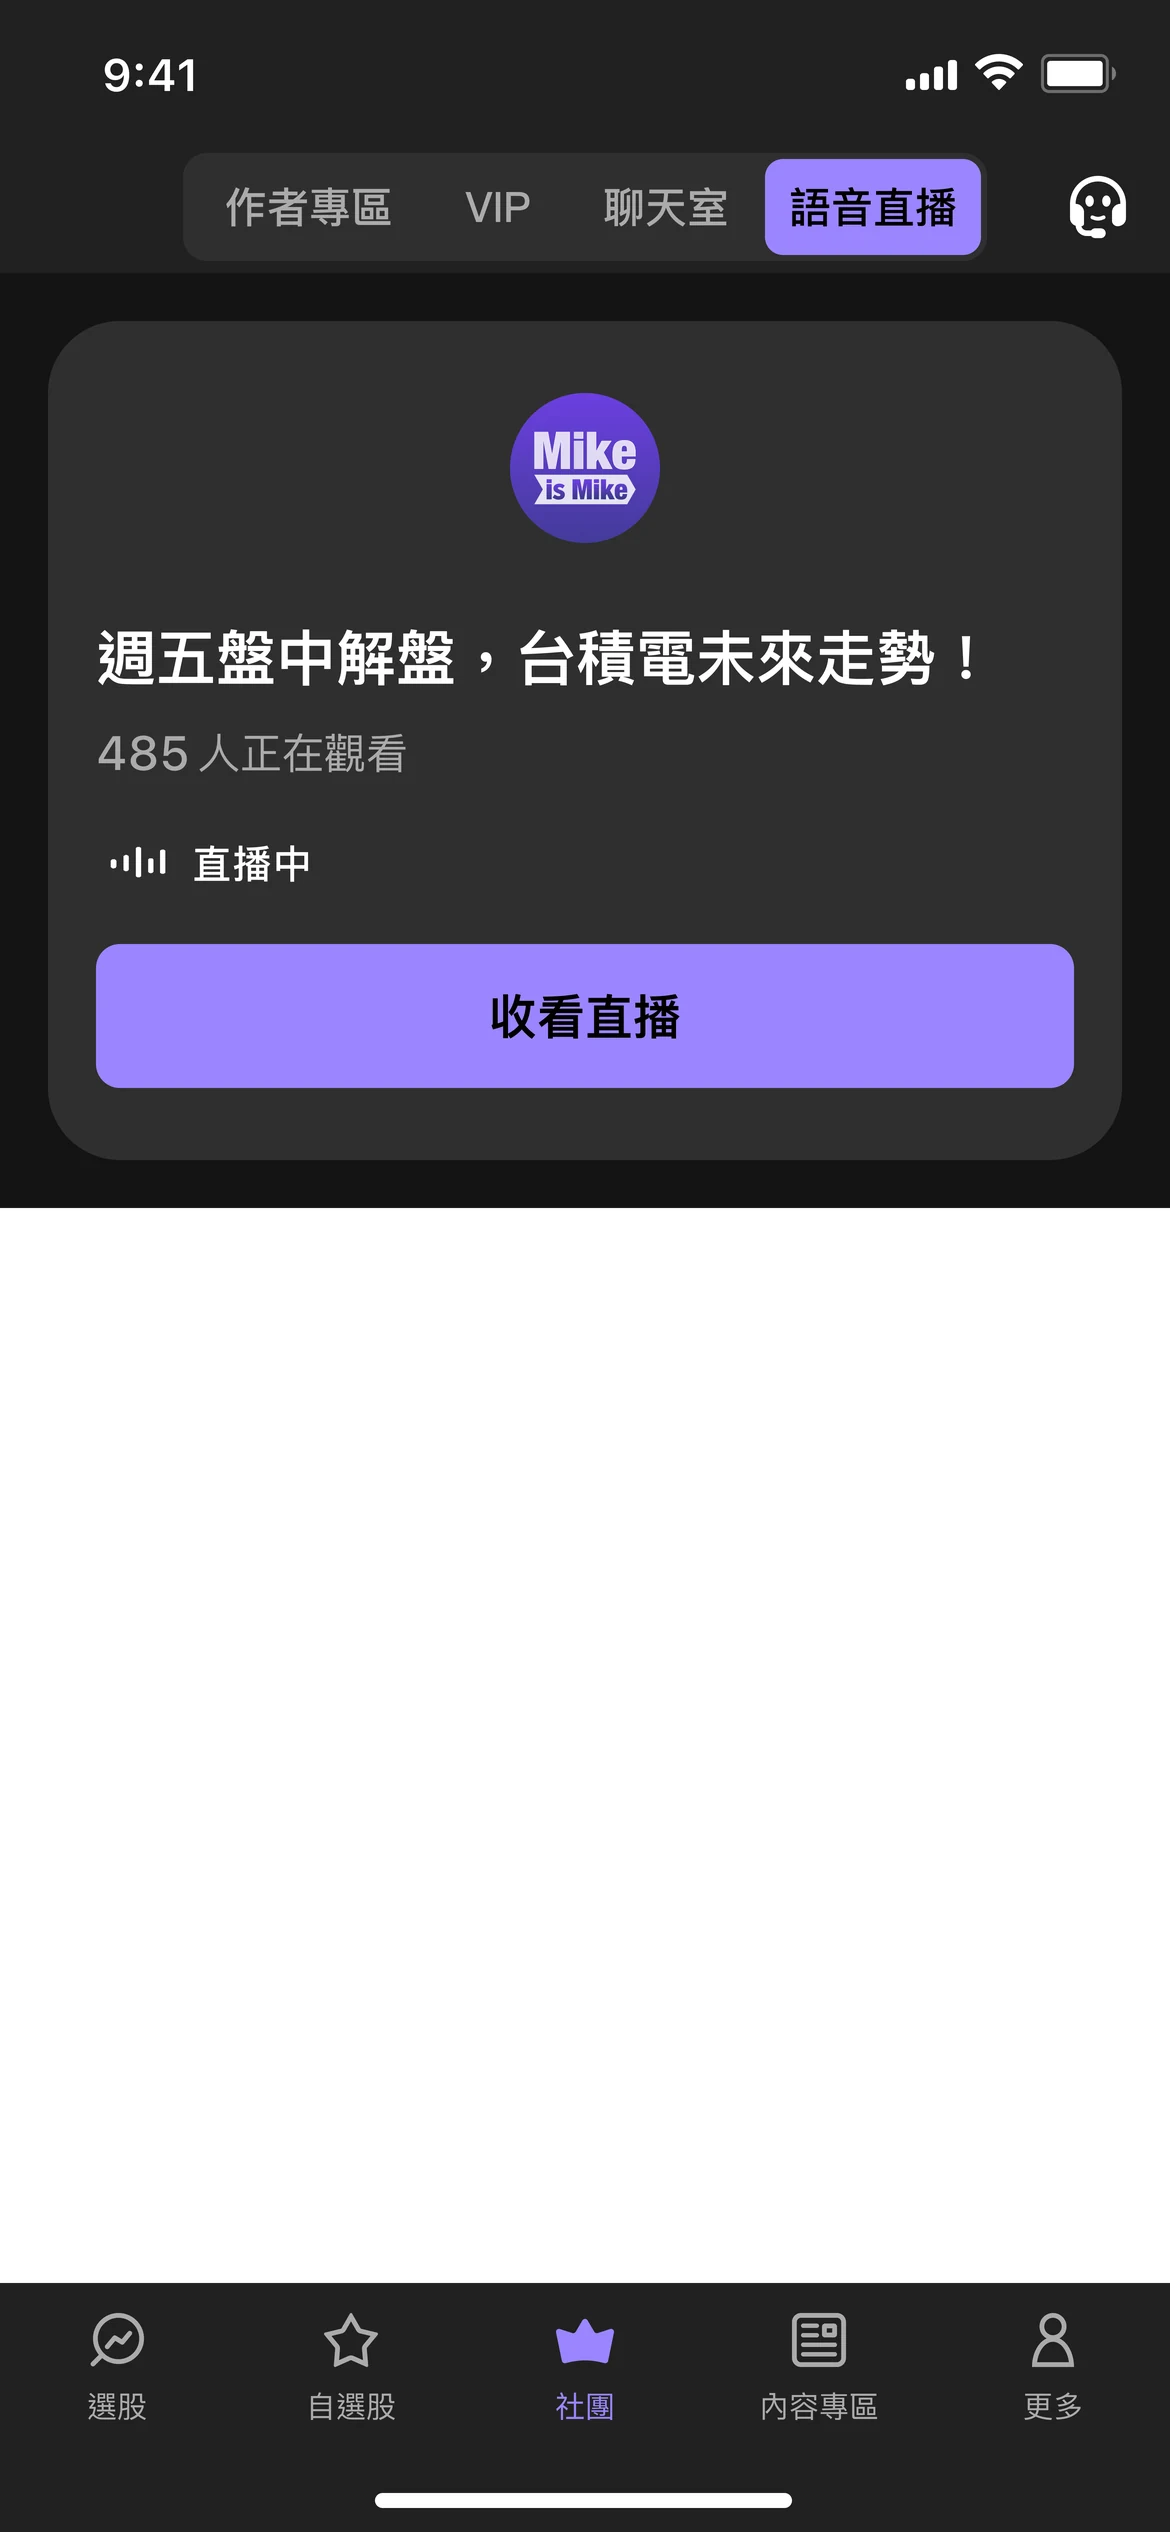 9:41
作者專區 VIP 聊天室 語音直播
Mike
is Mike
週五盤中解盤，台積電未來走勢！
485 人正在觀看
直播中
收看直播
選股 自選股 社團 內容專區 更多